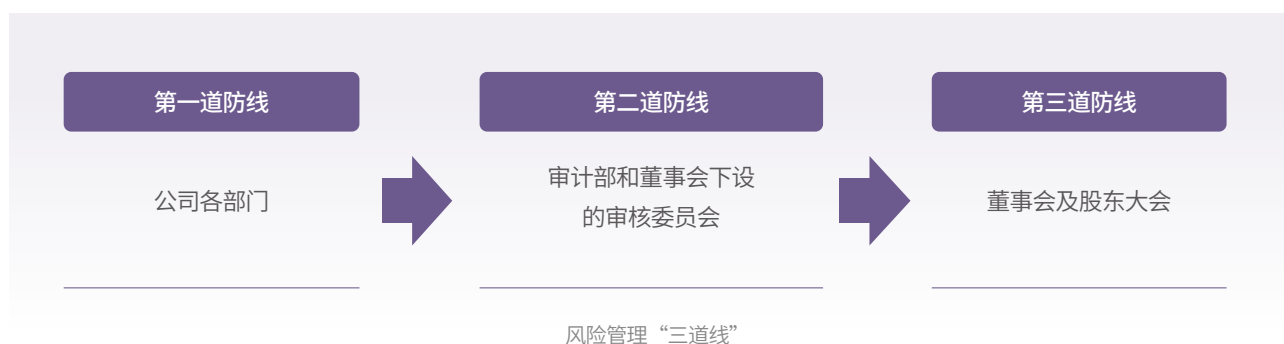 第一道防线
第二道防线
第三道防线
公司各部门
审计部和董事会下设
的审核委员会
董事会及股东大会
风险管理“三道线”